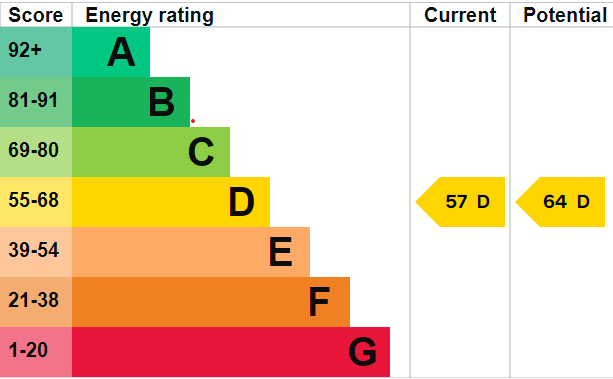 Score Energy rating Current Potential
92+ A
81-91 B
69-80 C
55-68 D 57 D 64 D
39-54 E
21-38 F
1-20 G